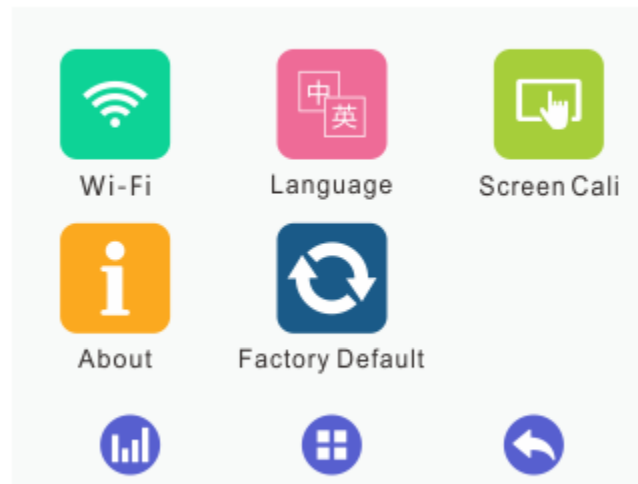 中
英
Wi-Fi Language Screen Cali
i
About Factory Default